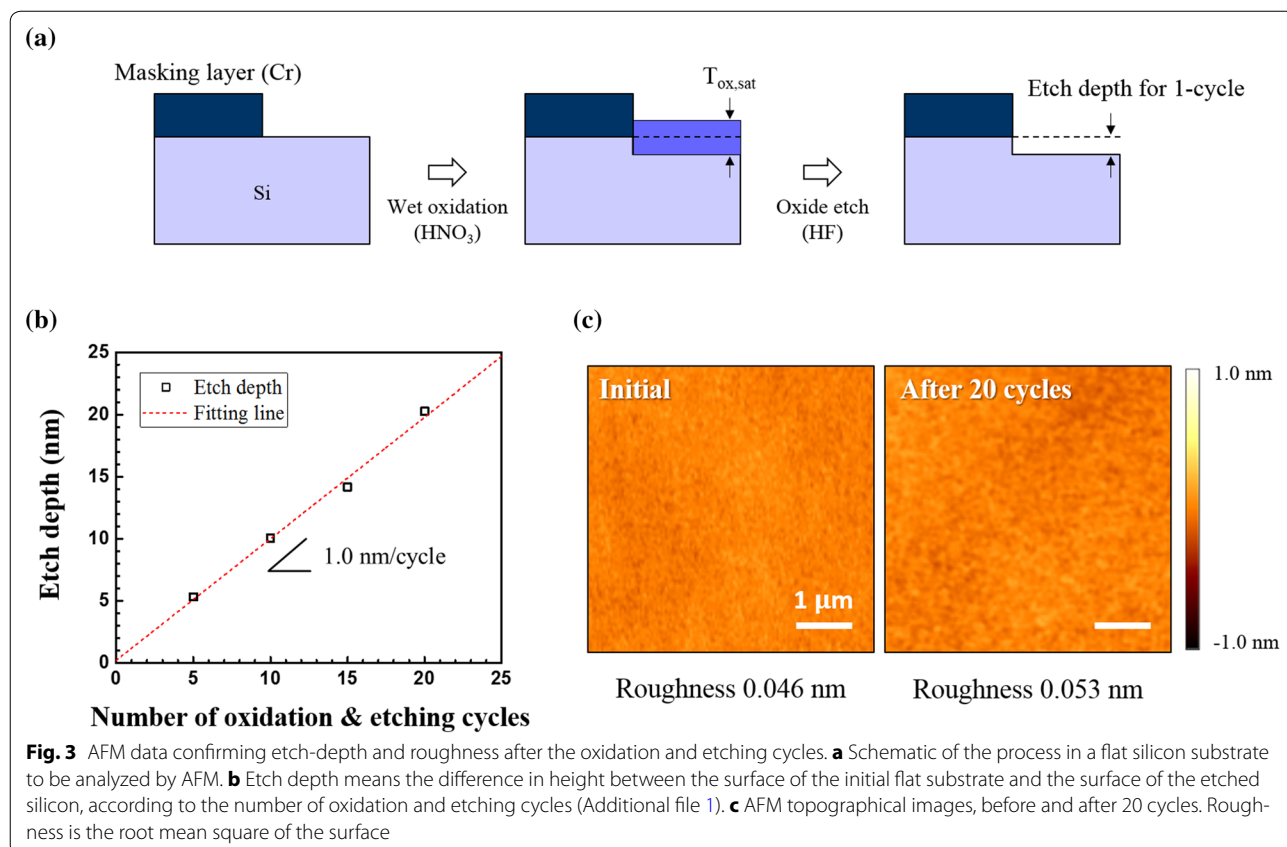 (a)
Masking layer (Cr)
Si
Wet oxidation
(HNO₃)
Tox,sat
Oxide etch
(HF)
Etch depth for 1-cycle
(b)
Etch depth (nm)
25
20
15
10
5
0
Etch depth
Fitting line
1.0 nm/cycle
0 5 10 15 20 25
Number of oxidation & etching cycles
(c)
Initial
1 μm
Roughness 0.046 nm
After 20 cycles
Roughness 0.053 nm
1.0 nm
-1.0 nm
Fig. 3 AFM data confirming etch-depth and roughness after the oxidation and etching cycles. a Schematic of the process in a flat silicon substrate
to be analyzed by AFM. b Etch depth means the difference in height between the surface of the initial flat substrate and the surface of the etched
silicon, according to the number of oxidation and etching cycles (Additional file 1). c AFM topographical images, before and after 20 cycles. Rough-
ness is the root mean square of the surface